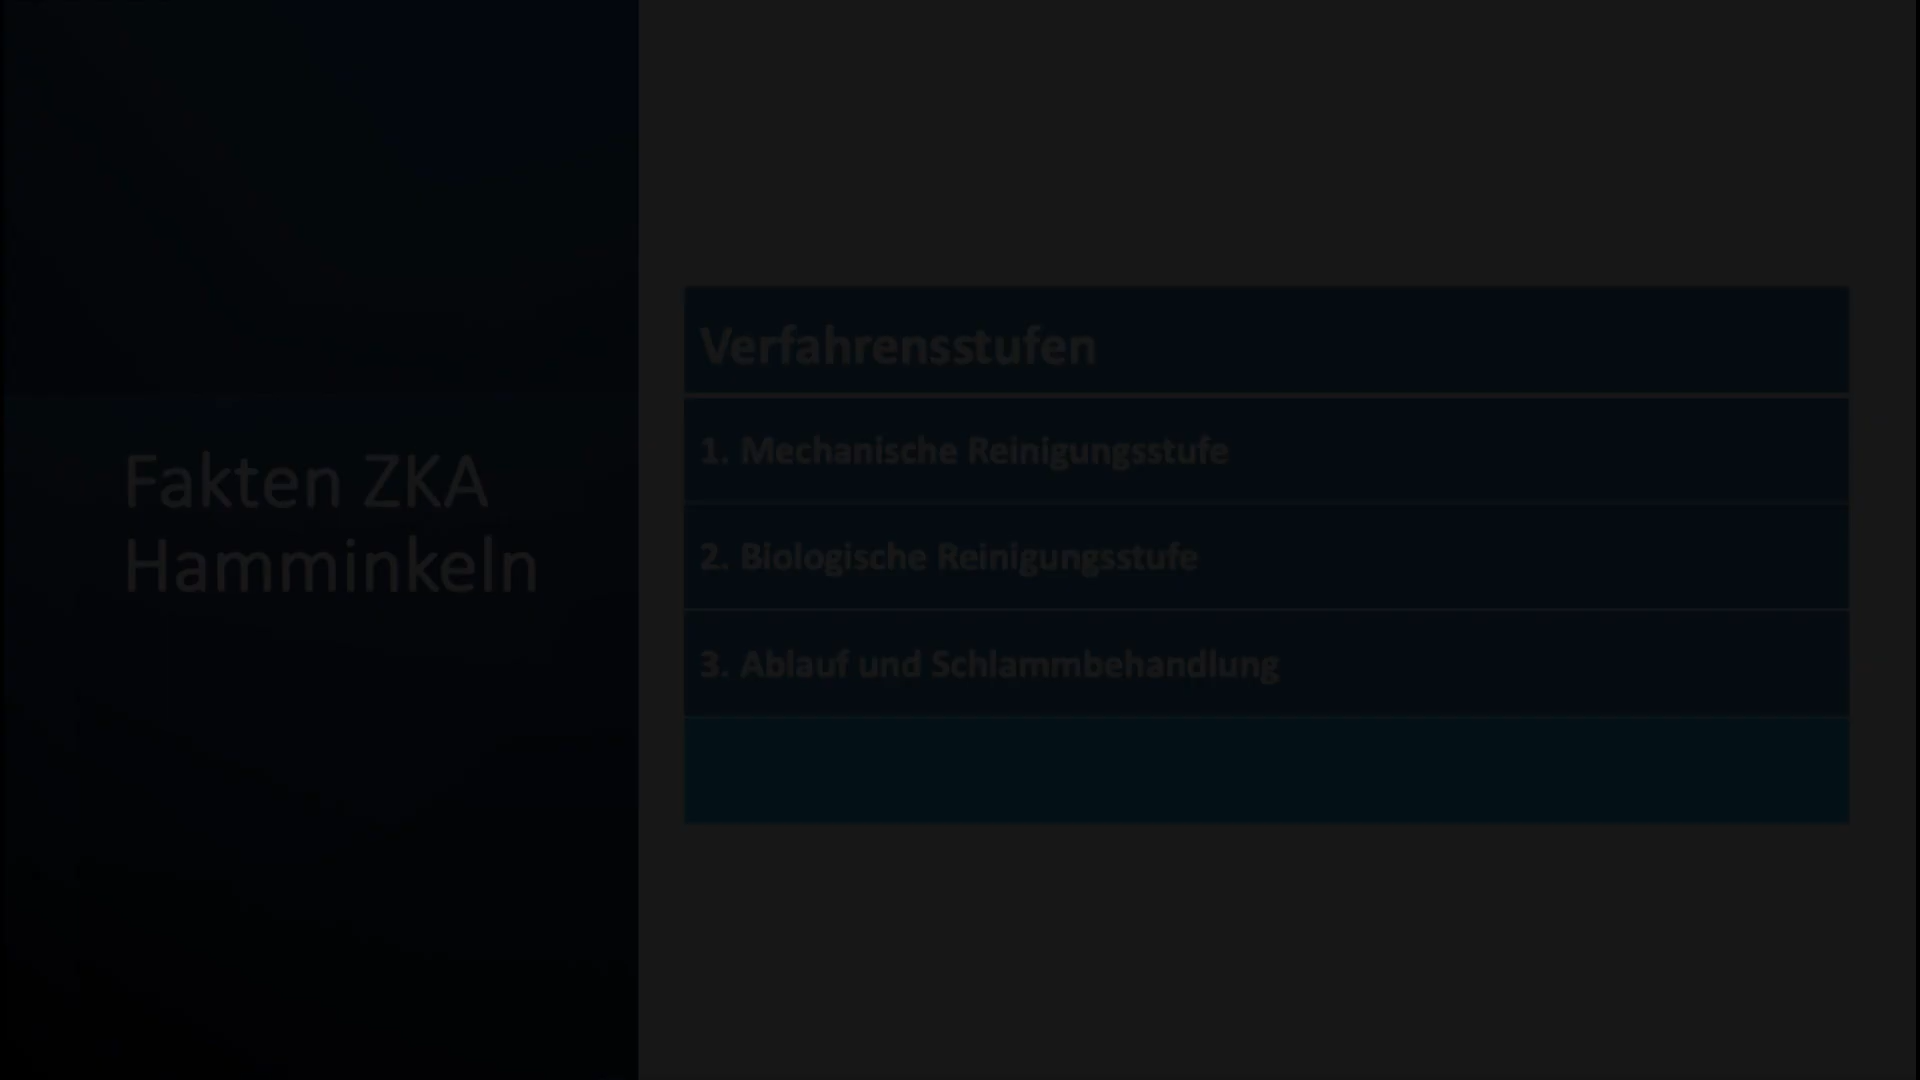 Fakten ZKA
Hamminkeln
Verfahrensstufen
1. Mechanische Reinigungsstufe
2. Biologische Reinigungsstufe
3. Ablauf und Schlammbehandlung